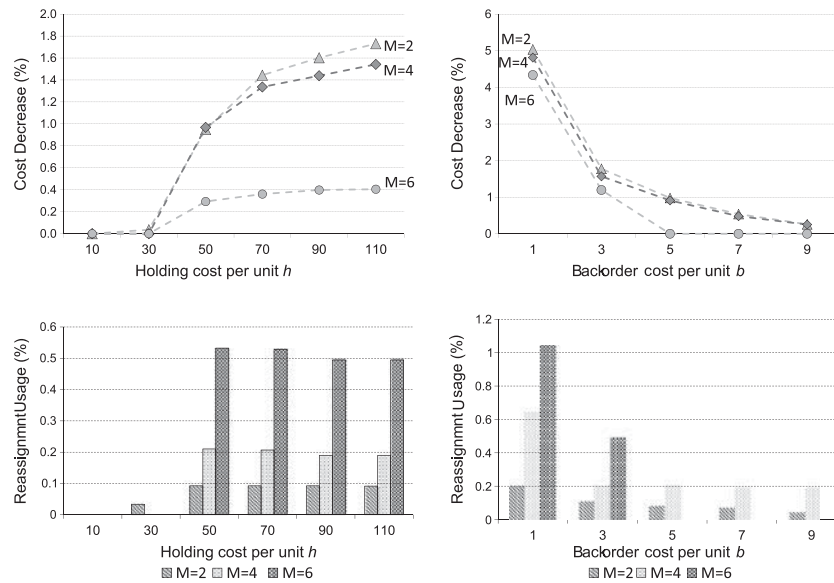 Cost Decrease (%)
2.0
1.8
1.6
1.4
1.2
1.0
0.8
0.6
0.4
0.2
0.0
M=2
M=4
M=6
10 30 50 70 90 110
Holding cost per unit h
Cost Decrease (%)
6
5
4
3
2
1
0
M=2
M=4
M=6
1 3 5 7 9
Backorder cost per unit b
ReassignmntUsage (%)
0.6
0.5
0.4
0.3
0.2
0.1
0
10 30 50 70 90 110
Holding cost per unit h
M=2 M=4 M=6
Reassignmnt Usage (%)
1.2
1
0.8
0.6
0.4
0.2
0
1 3 5 7 9
Backorder cost per unit b
M=2 M=4 M=6